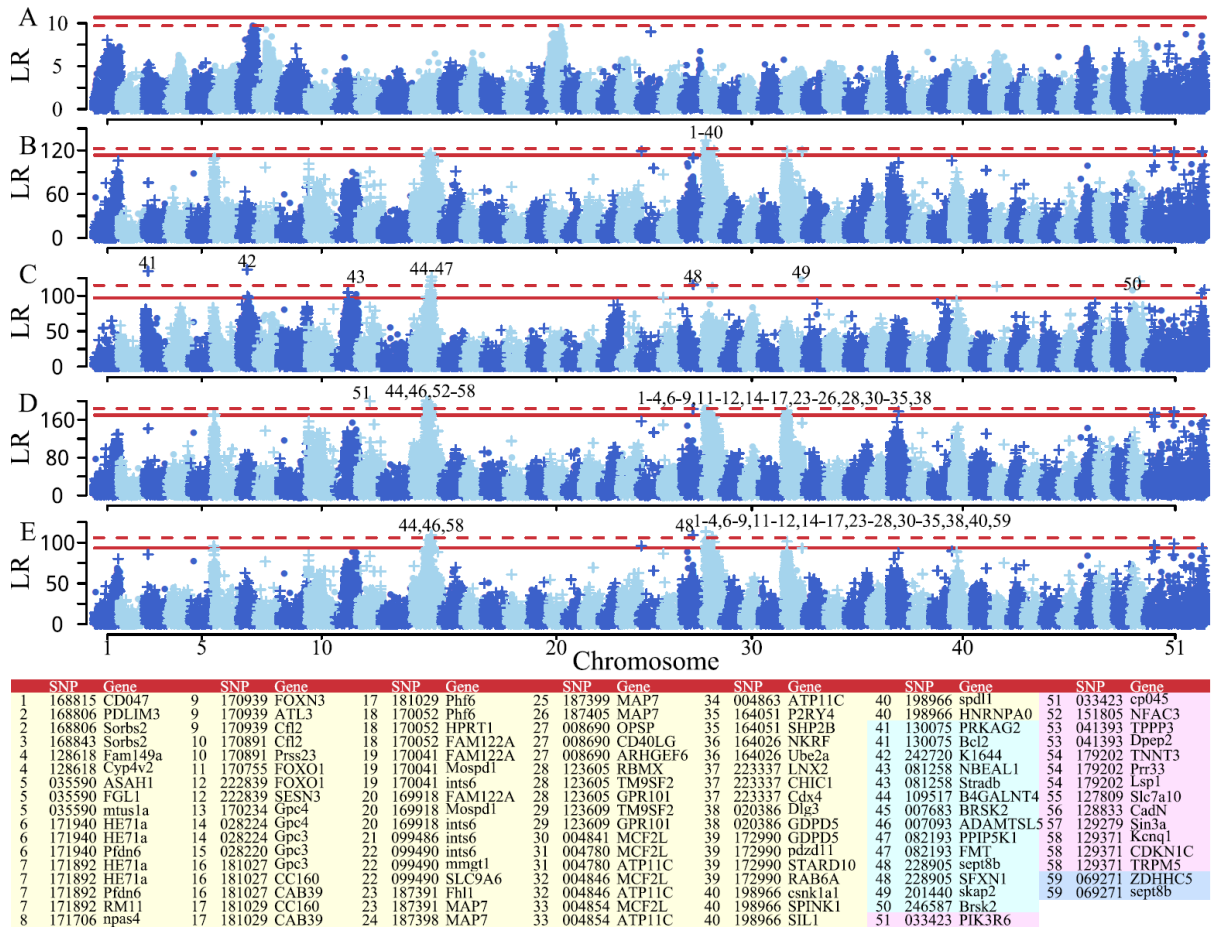 A
10
5
0
LR
B
1-40
120
60
0
LR
C
41
42
43
44-47
48
49
50
100
50
0
LR
D
51
44,46,52-58
1-4,6-9,11-12,14-17,23-26,28,30-35,38
160
80
0
LR
E
44,46,58
48
1-4,6-9,11-12,14-17,23-28,30-35,38,40,59
100
50
0
LR
1 5 10 20 30 40 51
Chromosome
SNP Gene SNP Gene SNP Gene SNP Gene SNP Gene SNP Gene SNP Gene
1 168815 CD047 9 170939 FOXN3 17 181029 Phf6 25 187399 MAP7 34 004863 ATP11C 40 198966 spdl1 51 033423 cp045
2 168806 PDLIM3 9 170939 ATL3 18 170052 Phf6 26 187405 MAP7 35 164051 P2RY4 40 198966 HNRNPA0 52 151805 NFAC3
2 168806 Sorbs2 9 170939 Cfl2 18 170052 HPRT1 27 008690 OPSP 35 164051 SHP2B 41 130075 PRKAG2 53 041393 TPPP3
3 168843 Sorbs2 10 170891 Cfl2 18 170052 FAM122A 27 008690 CD40LG 36 164026 NKRF 41 130075 Bcl2 53 041393 Dpep2
4 128618 Fam149a 10 170891 Prss23 19 170041 FAM122A 27 008690 ARHGEF6 36 164026 Ube2a 42 242720 K1644 54 179202 TNNT3
4 128618 Cyp4v2 11 170755 FOXO1 19 170041 Mospd1 28 123605 RBMX 37 223337 LNX2 43 081258 NBEAL1 54 179202 Prr33
5 035590 ASAH1 12 222839 FOXO1 19 170041 ints6 28 123605 TM9SF2 37 223337 CHIC1 43 081258 Stradb 54 179202 Lsp1
5 035590 FGL1 12 222839 SESN3 20 169918 FAM122A 28 123605 GPR101 37 223337 Cdx4 44 109517 B4GALNT4 55 127809 Slc7a10
5 035590 mtus1a 13 170234 Gpc4 20 169918 Mospd1 29 123609 TM9SF2 38 020386 Dlg3 45 007683 BRSK2 56 128833 CadN
6 171940 HE71a 14 028224 Gpc4 20 169918 ints6 29 123609 GPR101 38 020386 GDPD5 46 007093 ADAMTSL5 57 129279 Sin3a
6 171940 HE71a 14 028224 Gpc3 21 099486 ints6 30 004841 MCF2L 39 172990 GDPD5 47 082193 PPIP5K1 58 129371 Kcnq1
6 171940 Pfdn6 15 028220 Gpc3 22 099490 ints6 31 004780 MCF2L 39 172990 pdzd11 47 082193 FMT 58 129371 CDKN1C
7 171892 HE71a 16 181027 Gpc3 22 099490 mmgt1 31 004780 ATP11C 39 172990 STARD10 48 228905 sept8b 58 129371 TRPM5
7 171892 HE71a 16 181027 CC160 22 099490 SLC9A6 32 004846 MCF2L 39 172990 RAB6A 48 228905 SFXN1 59 069271 ZDHHC5
7 171892 Pfdn6 16 181027 CAB39 23 187391 Fhl1 32 004846 ATP11C 40 198966 csnk1a1 49 201440 skap2 59 069271 sept8b
7 171892 RM11 17 181029 CC160 23 187391 MAP7 33 004854 MCF2L 40 198966 SPINK1 50 246587 Brsk2
8 171706 npas4 17 181029 CAB39 24 187398 MAP7 33 004854 ATP11C 40 198966 SIL1 51 033423 PIK3R6